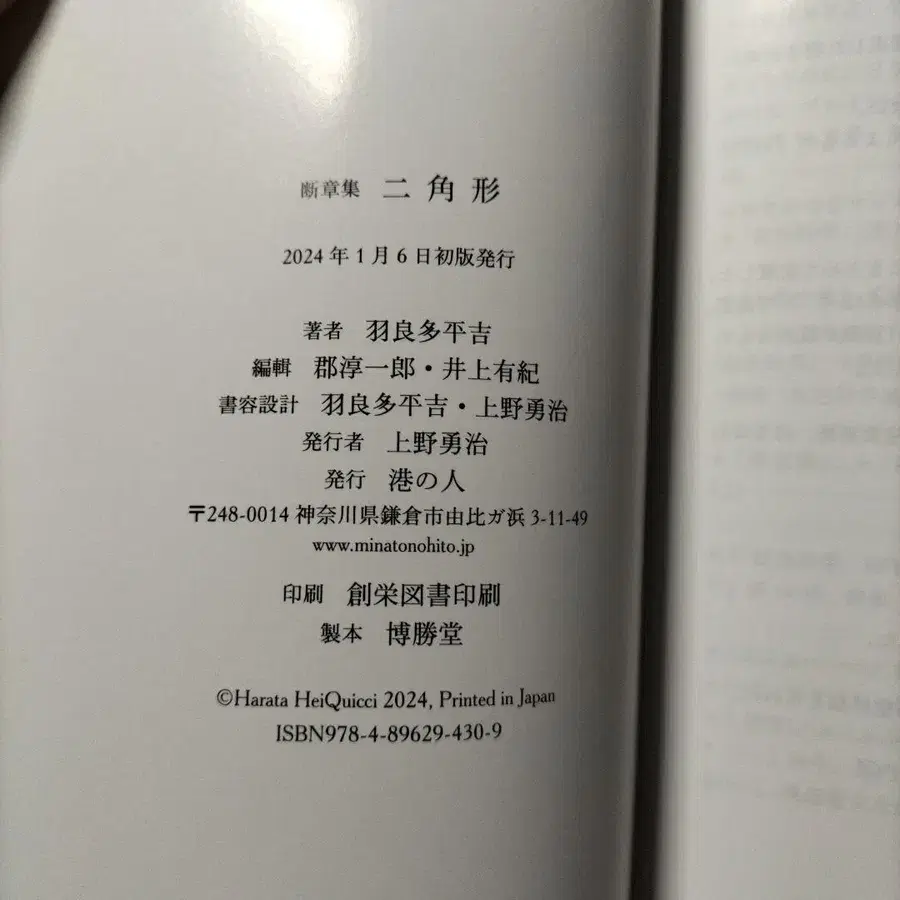 断章集 二角形
2024年1月6日初版発行
著者 羽良多平吉
編輯 郡淳一郎・井上有紀
書容設計 羽良多平吉・上野勇治
発行者 上野勇治
発行 港の人
〒248-0014 神奈川県鎌倉市由比ガ浜 3-11-49
www.minatonohito.jp
印刷 創栄図書印刷
製本 博勝堂
©Harata HeiQuicci 2024, Printed in Japan
ISBN978-4-89629-430-9